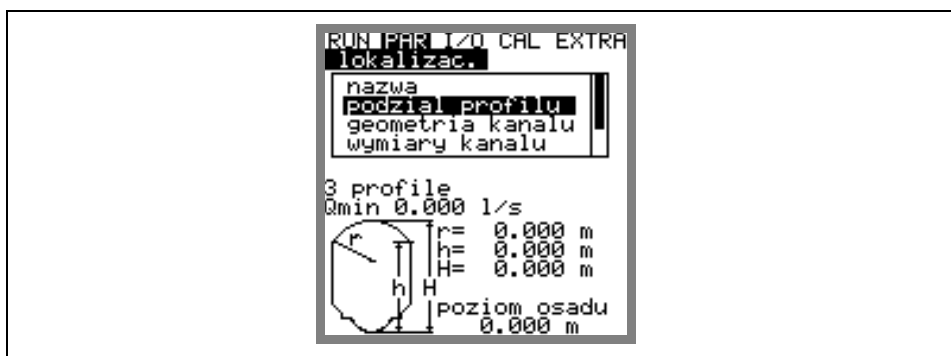 RUN PAR I/O CAL EXTRA
lokalizac.
nazwa
podzial profilu
geometria kanalu
wymiary kanalu
3 profile
Qmin 0.000 l/s
r r= 0.000 m
h= 0.000 m
H= 0.000 m
h H
poziom osadu
0.000 m